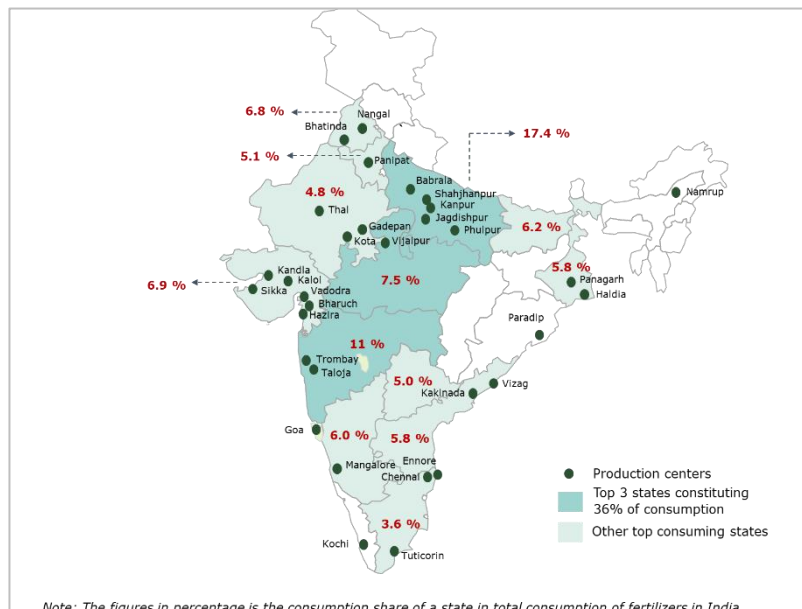 6.8 %
Nangal
Bhatinda
17.4 %
5.1 %
Panipat
Babrala
4.8 %
Shahjhanpur
Namrup
Kanpur
Thal
Jagdishpur
Gadepan
Phulpur
6.2 %
Kota
Vijaipur
Kandla
5.8 %
Kalol
7.5 %
Panagarh
6.9 %
Sikka
Vadodra
Haldia
Bharuch
Hazira
Paradip
11 %
Trombay
Taloja
5.0 %
Vizag
Kakinada
Goa
6.0 %
5.8 %
Ennore
Mangalore
Chennai
Production centers
Top 3 states constituting
36% of consumption
3.6 %
Other top consuming states
Kochi
Tuticorin
Note: The figures in percentage is the consumption share of a state in total consumption of fertilizers in India